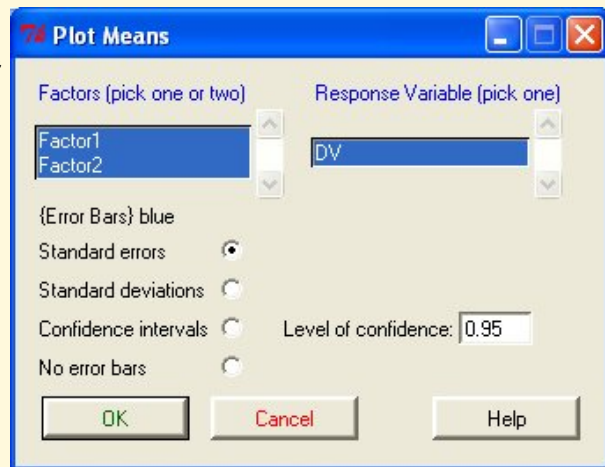 Plot Means
Factors (pick one or two) Response Variable (pick one)
Factor1
Factor2
DV
{Error Bars} blue
Standard errors
Standard deviations
Confidence intervals Level of confidence: 0.95
No error bars
OK Cancel Help